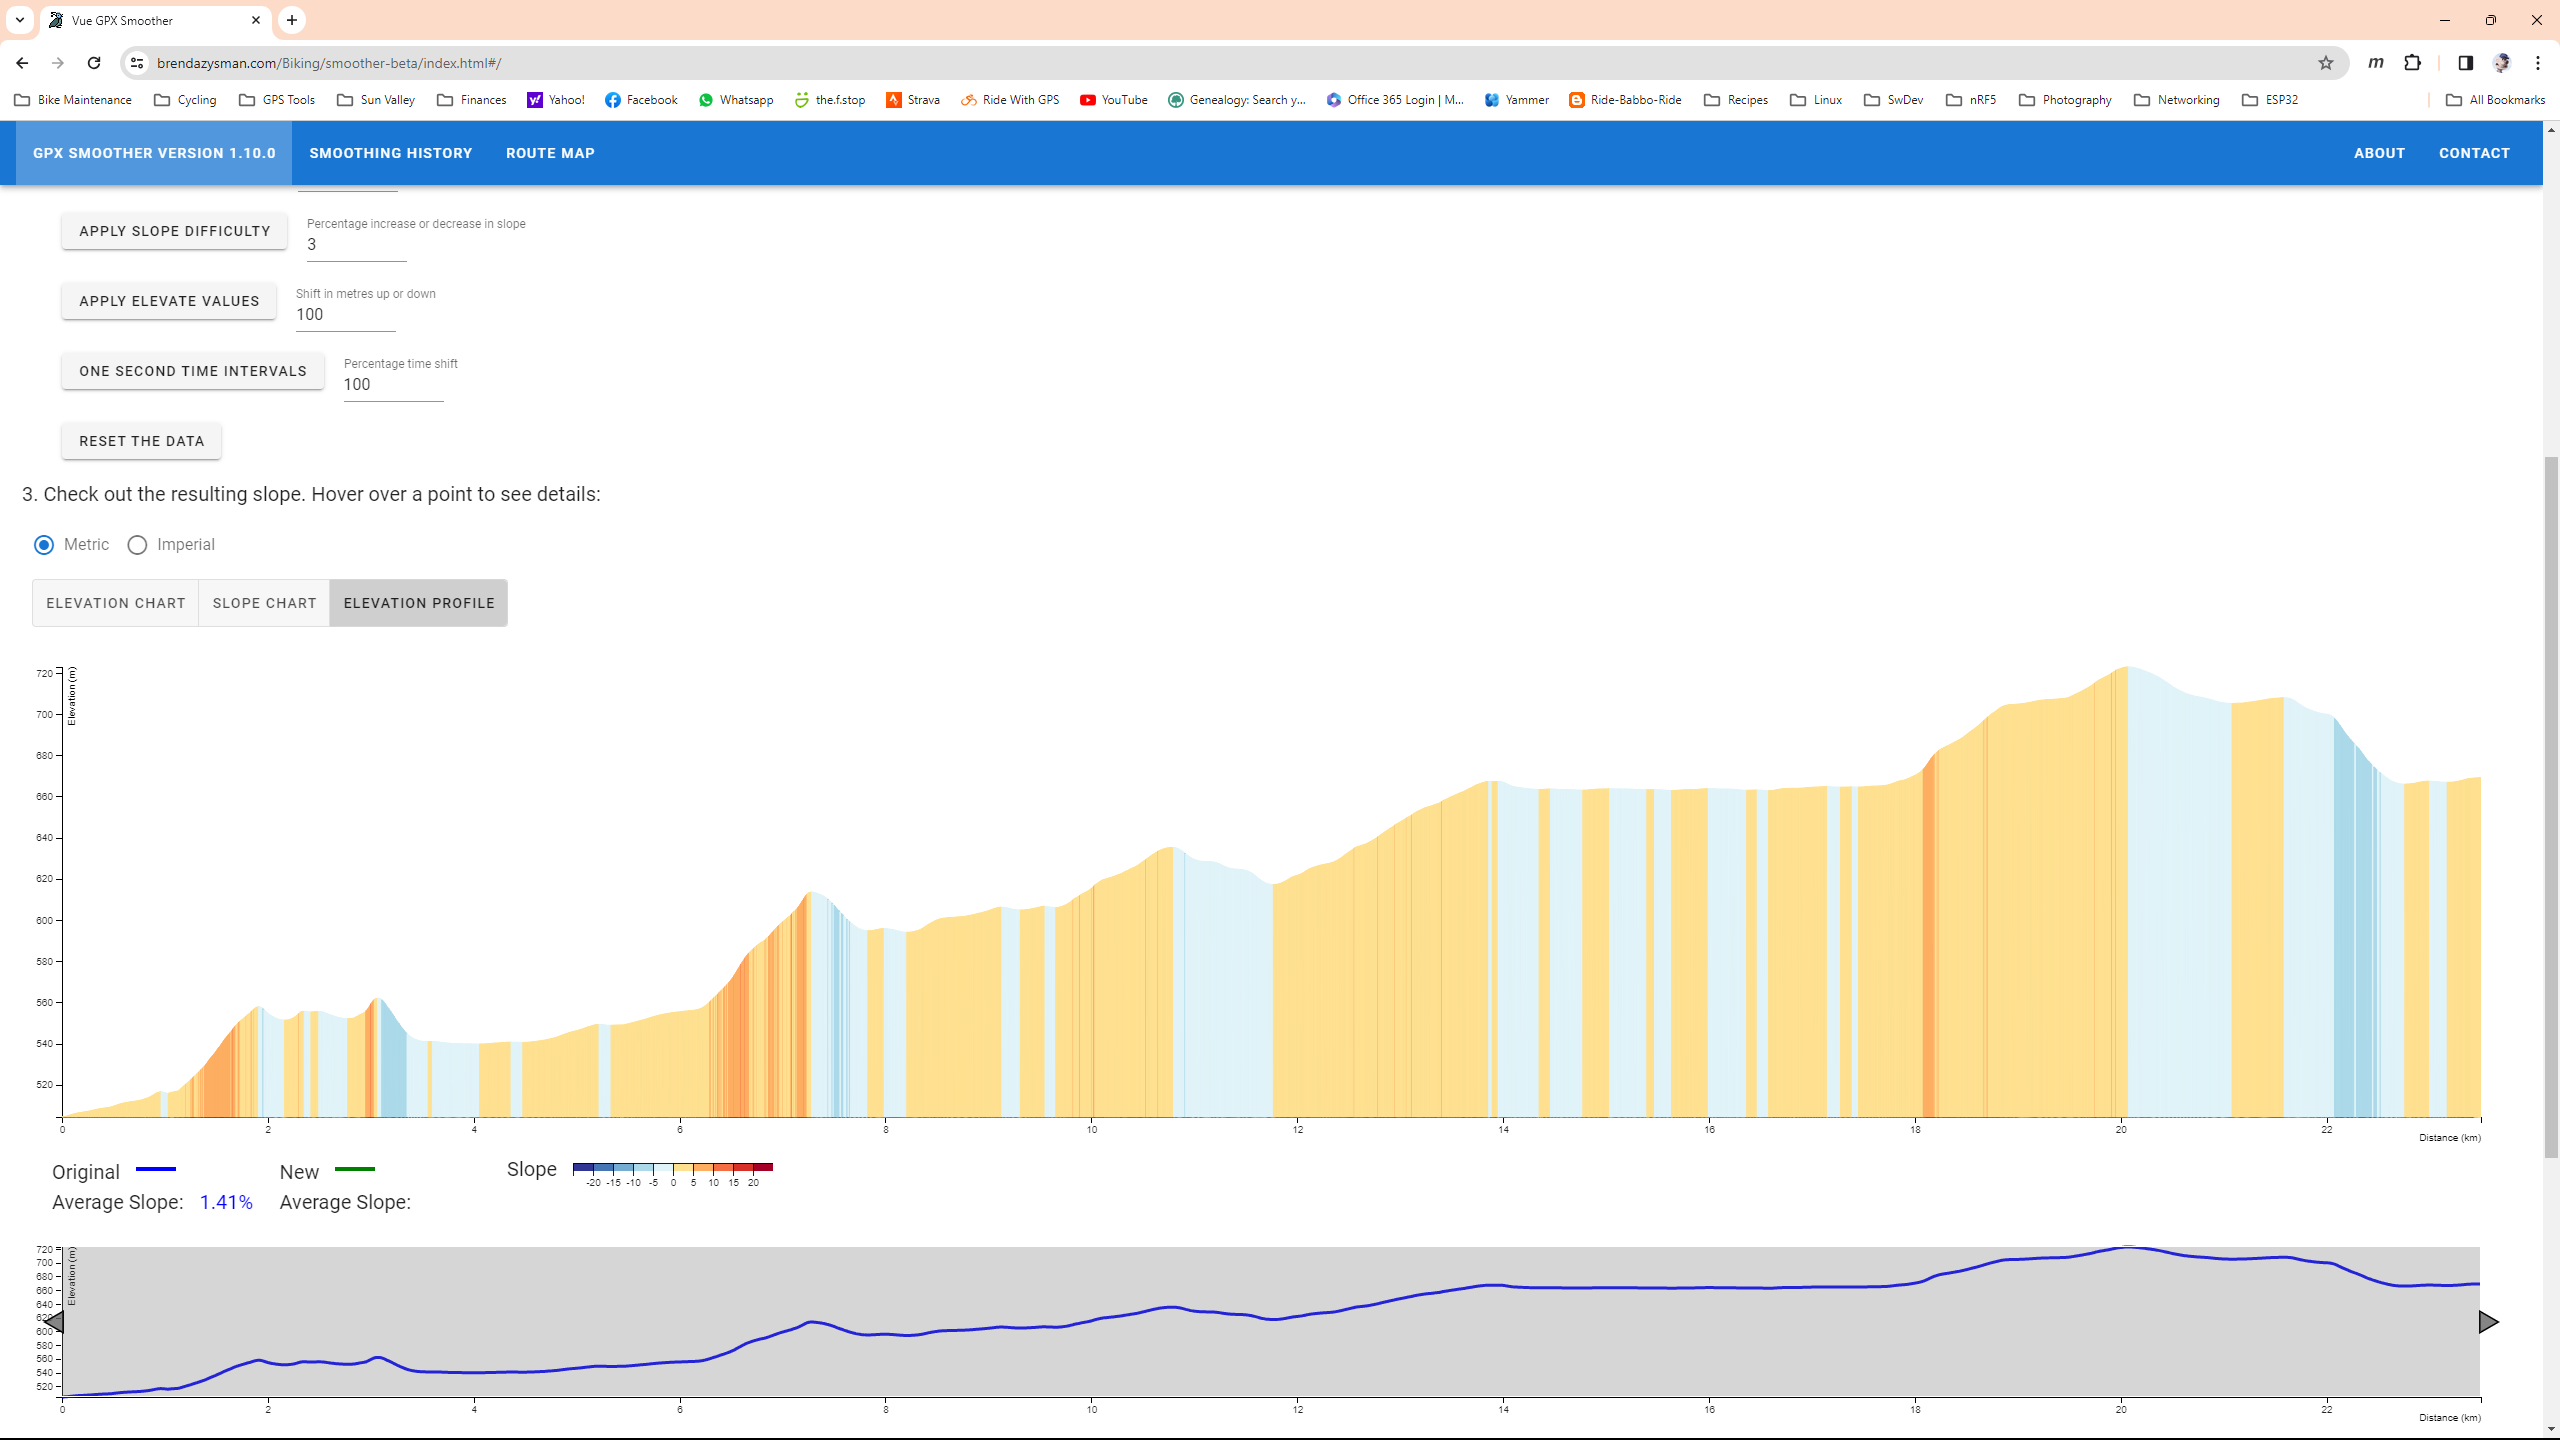 Vue GPX Smoother
brendazysman.com/Biking/smoother-beta/index.html#/
m
Bike Maintenance Cycling GPS Tools Sun Valley Finances Yahoo! Facebook Whatsapp the.f.stop Strava Ride With GPS YouTube Genealogy: Search y... Office 365 Login | M... Yammer Ride-Babbo-Ride Recipes Linux SwDev nRF5 Photography Networking ESP32 All Bookmarks
GPX SMOOTHER VERSION 1.10.0 SMOOTHING HISTORY ROUTE MAP ABOUT CONTACT
Percentage increase or decrease in slope
APPLY SLOPE DIFFICULTY 3
Shift in metres up or down
APPLY ELEVATE VALUES 100
Percentage time shift
ONE SECOND TIME INTERVALS 100
RESET THE DATA
3. Check out the resulting slope. Hover over a point to see details:
Metric Imperial
ELEVATION CHART SLOPE CHART ELEVATION PROFILE
Elevation (m)
720
700
680
660
640
620
600
580
560
540
520
0 2 4 6 8 10 12 14 16 18 20 22
Distance (km)
Original New Slope
-20 -15 -10 -5 0 5 10 15 20
Average Slope: 1.41% Average Slope:
Elevation (m)
720
700
680
660
640
620
600
580
560
540
520
0 2 4 6 8 10 12 14 16 18 20 22
Distance (km)